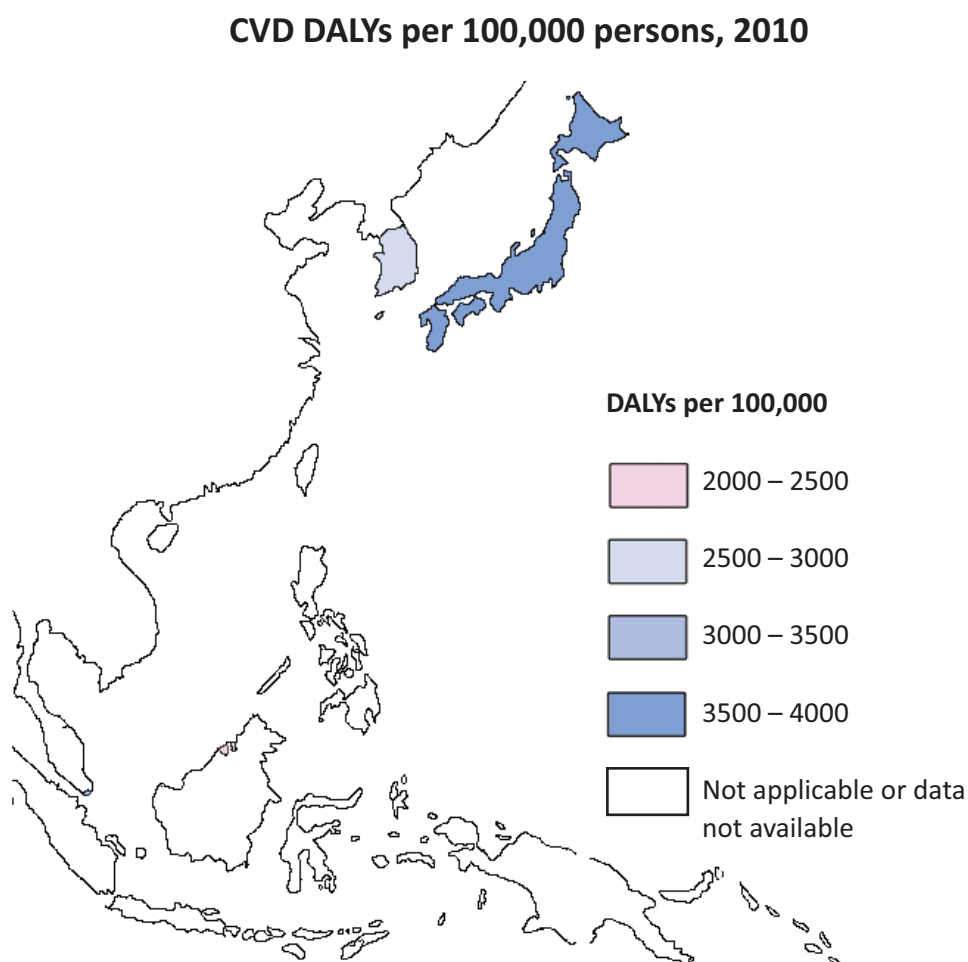 CVD DALYs per 100,000 persons, 2010
DALYs per 100,000
2000 – 2500
2500 – 3000
3000 – 3500
3500 – 4000
Not applicable or data
not available